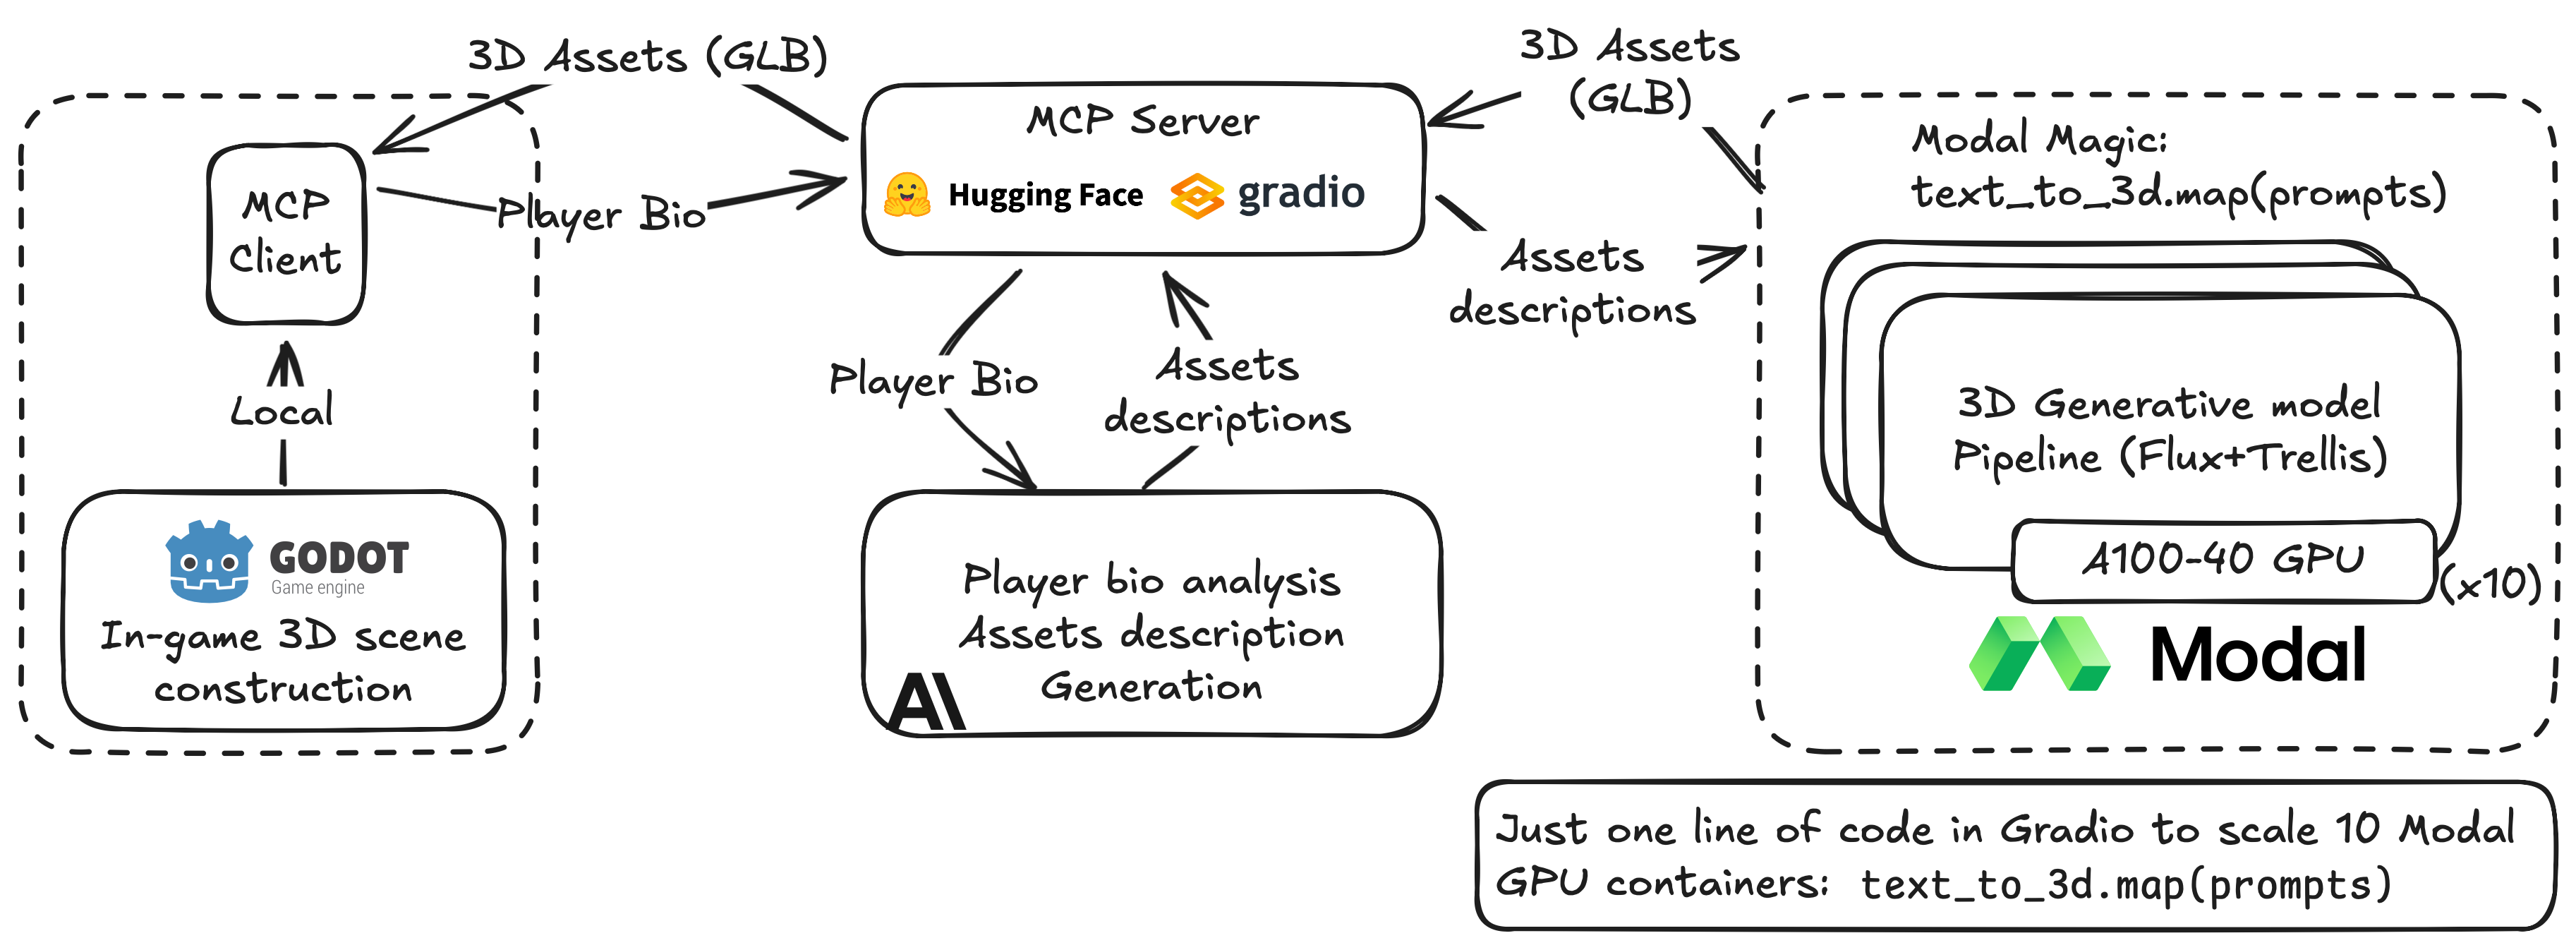 3D Assets (GLB)
MCP
Client
Player Bio
Local
GODOT
Game engine
In-game 3D scene
construction
MCP Server
Hugging Face
gradio
Player Bio
Assets
descriptions
Player bio analysis
Assets description
Generation
A\
3D Assets
(GLB)
Assets
descriptions
Modal Magic:
text_to_3d.map(prompts)
3D Generative model
Pipeline (Flux+Trellis)
A100-40 GPU
(x10)
Modal
Just one line of code in Gradio to scale 10 Modal
GPU containers: text_to_3d.map(prompts)